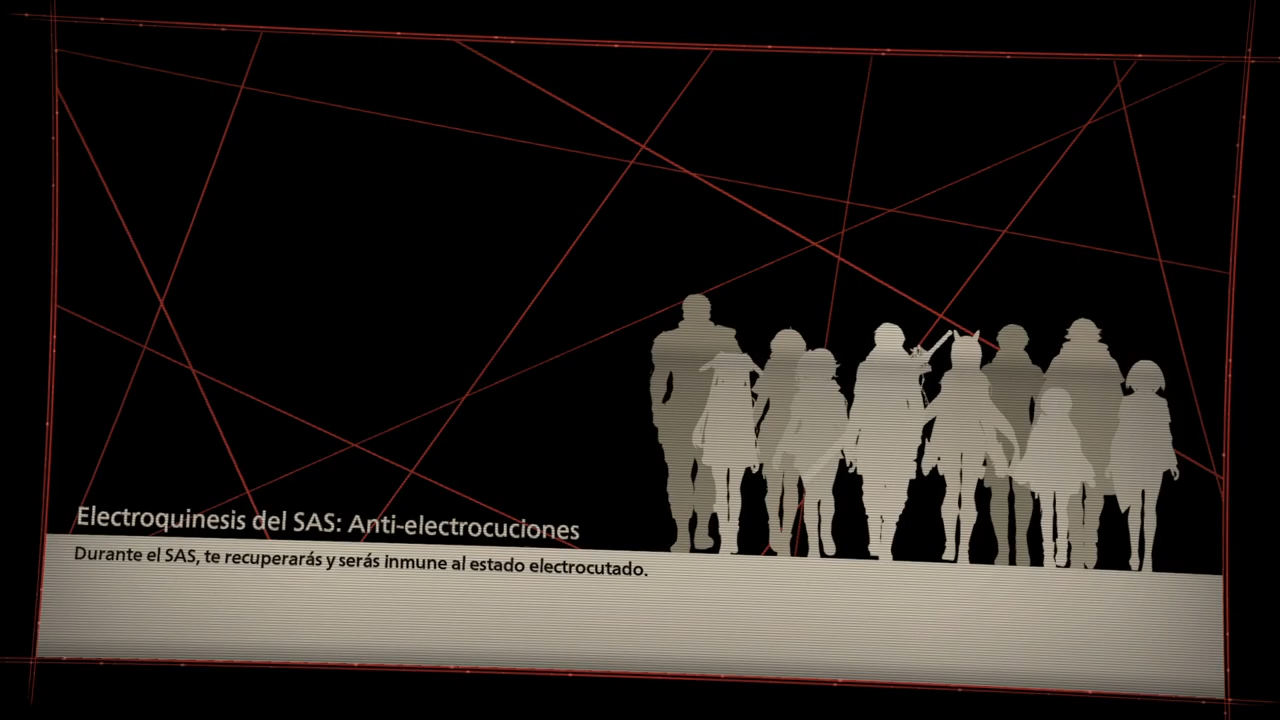 Electroquinesis del SAS: Anti-electrocuciones
Durante el SAS, te recuperarás y serás inmune al estado electrocutado.